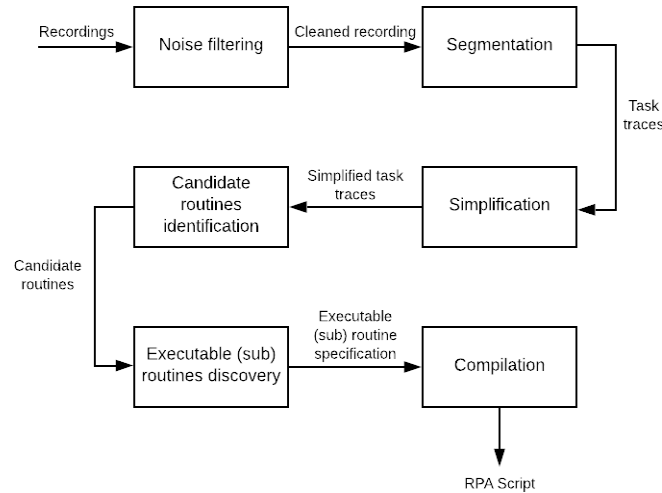 Recordings
Noise filtering
Cleaned recording
Segmentation
Task
traces
Simplification
Simplified task
traces
Candidate
routines
identification
Candidate
routines
Executable (sub)
routines discovery
Executable
(sub) routine
specification
Compilation
RPA Script